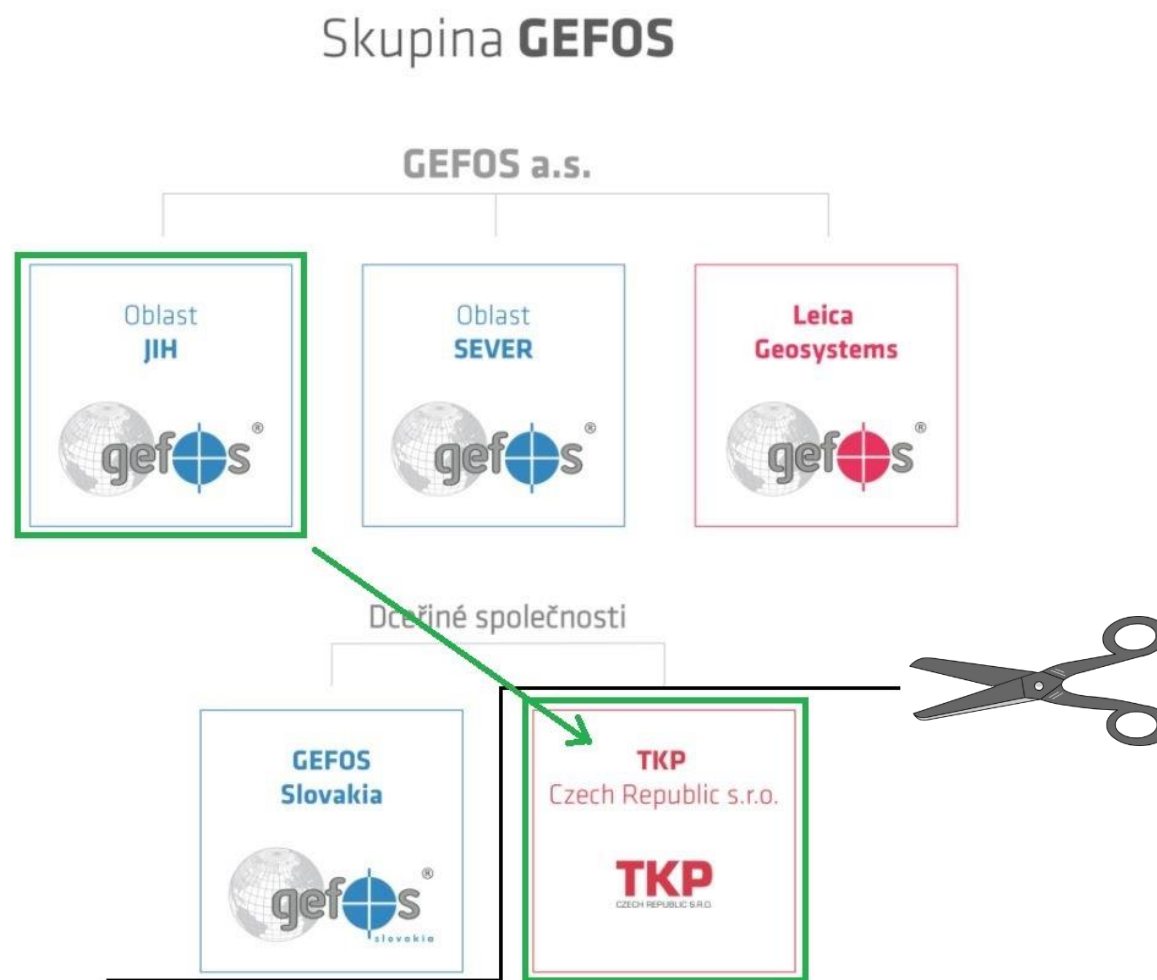 Skupina GEFOS
GEFOS a.s.
Oblast
JIH
gefos®
Oblast
SEVER
gefos®
Leica
Geosystems
gefos®
Dceřiné společnosti
GEFOS
Slovakia
gefos®
slovakia
TKP
Czech Republic s.r.o.
TKP
CZECH REPUBLIC S.R.O.